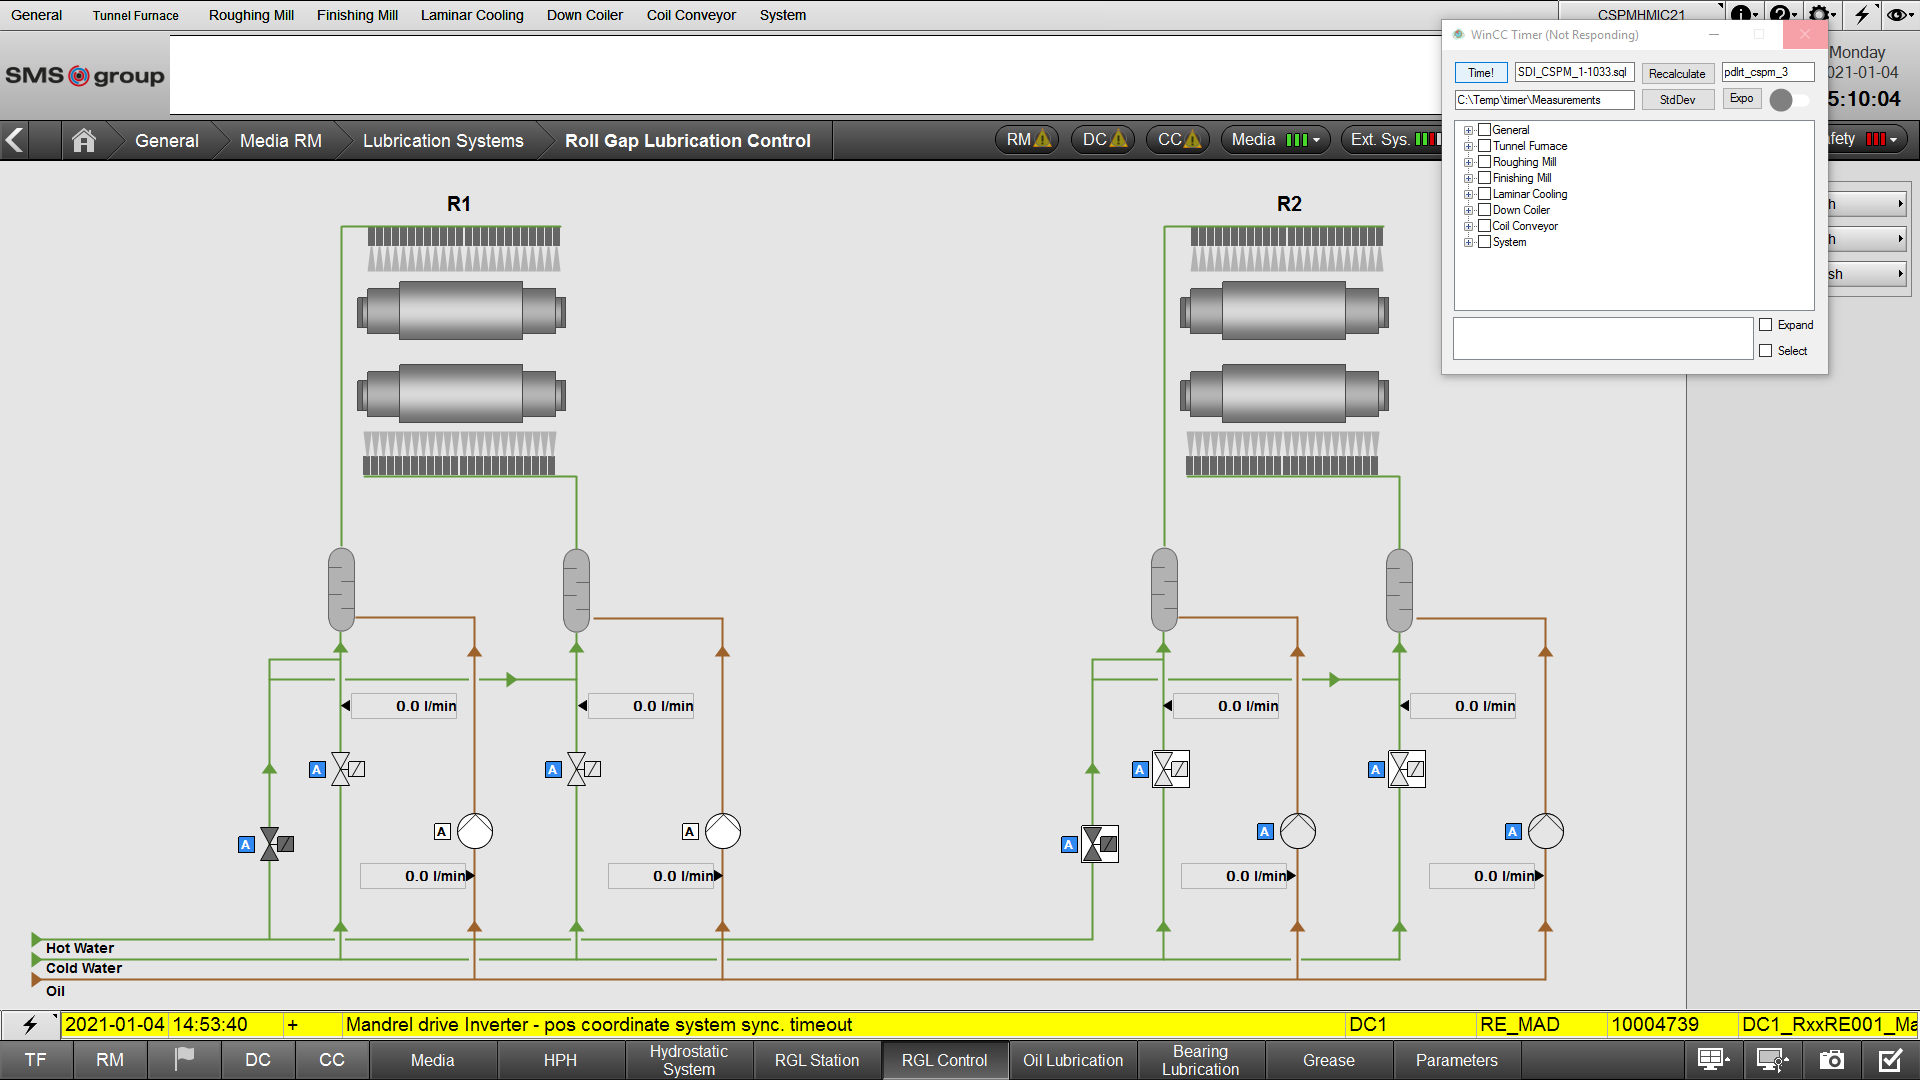 General Tunnel Furnace Roughing Mill Finishing Mill Laminar Cooling Down Coiler Coil Conveyor System CSPMHMIC21
WinCC Timer (Not Responding)
SMS group
Monday
021-01-04
5:10:04
Time! SDI_CSPM_1-1033.sql Recalculate pdlrt_cspm_3
C:\Temp\timer\Measurements StdDev Expo
General Media RM Lubrication Systems Roll Gap Lubrication Control RM DC CC Media Ext. Sys. afety
General
Tunnel Furnace
Roughing Mill
Finishing Mill
Laminar Cooling
Down Coiler
Coil Conveyor
System
Expand
Select
h
h
sh
R1 R2
0.0 l/min 0.0 l/min 0.0 l/min 0.0 l/min
A A A A
A A A A A A
0.0 l/min 0.0 l/min 0.0 l/min 0.0 l/min
Hot Water
Cold Water
Oil
2021-01-04 14:53:40 + Mandrel drive Inverter - pos coordinate system sync. timeout DC1 RE_MAD 10004739 DC1_RxxRE001_Ma
TF RM DC CC Media HPH Hydrostatic System RGL Station RGL Control Oil Lubrication Bearing Lubrication Grease Parameters